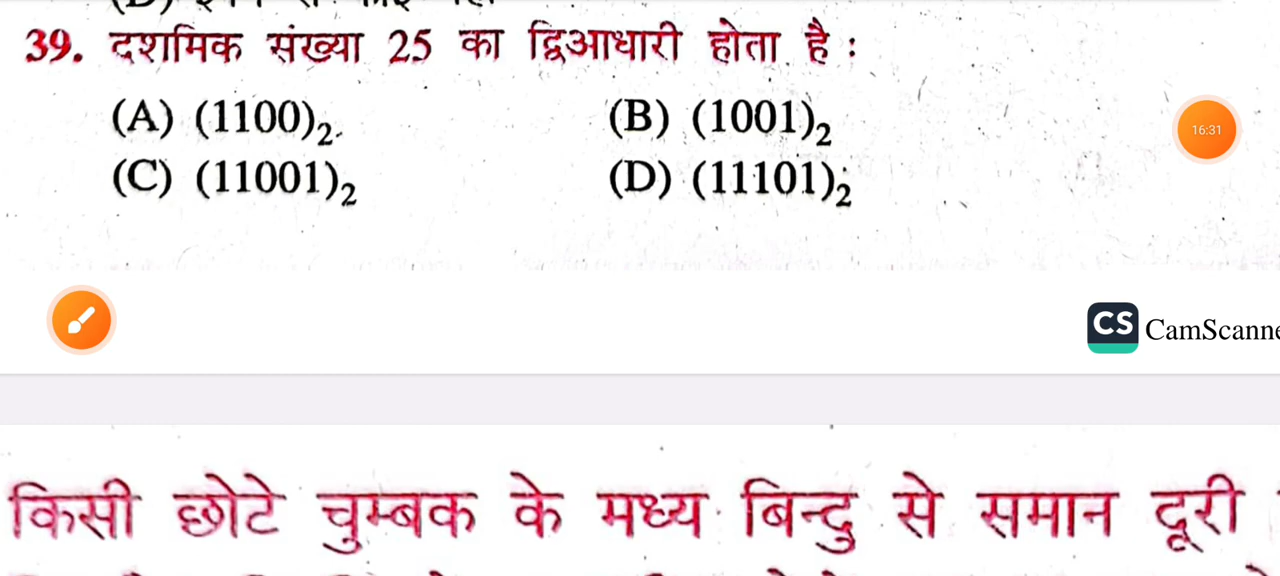 39. दशमिक संख्या 25 का द्विआधारी होता है :
(A) (1100)₂.
(B) (1001)₂
(C) (11001)₂
(D) (11101)₂
16:31
CS CamScanne
किसी छोटे चुम्बक के मध्य बिन्दु से समान दूरी